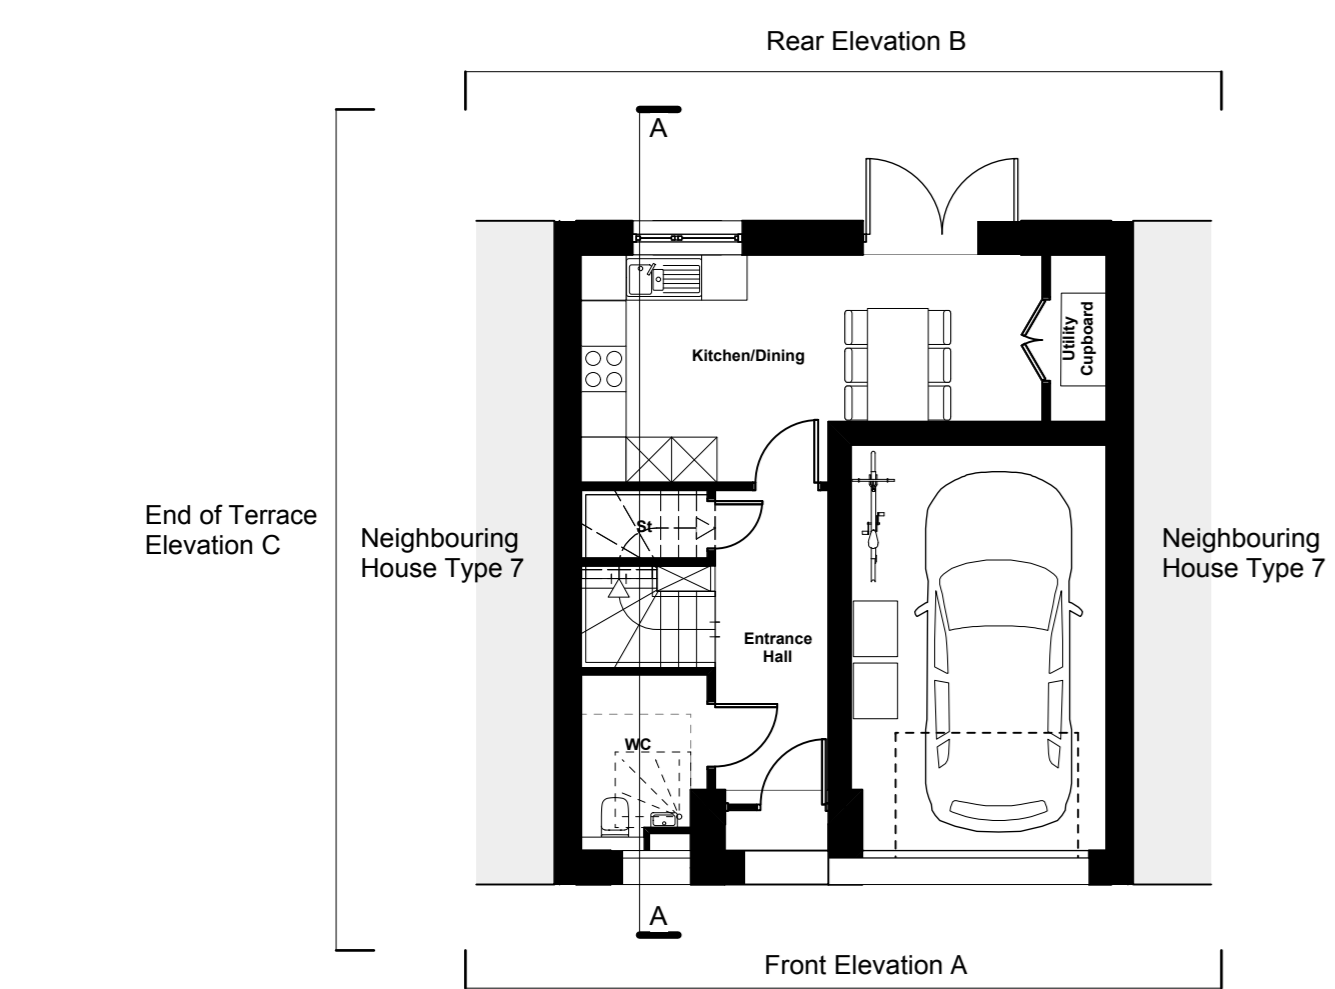 Rear Elevation B
A
Utility
Cupboard
Kitchen/Dining
End of Terrace
Elevation C
Neighbouring
House Type 7
St
Neighbouring
House Type 7
Entrance
Hall
WC
A
Front Elevation A